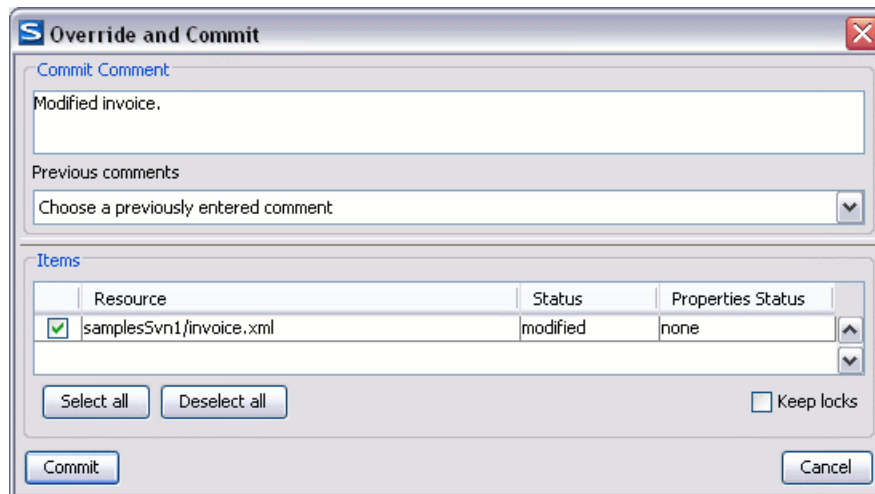 S Override and Commit
Commit Comment
Modified invoice.
Previous comments
Choose a previously entered comment
Items
Resource Status Properties Status
samplesSvn1/invoice.xml modified none
Select all Deselect all Keep locks
Commit Cancel